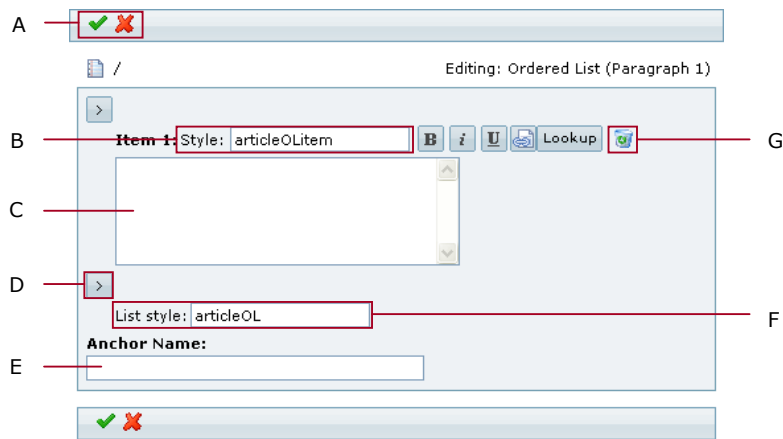 A
/ Editing: Ordered List (Paragraph 1)
>
B Item 1: Style: articleOLitem B i U Lookup G
C
D >
List style: articleOL F
Anchor Name:
E